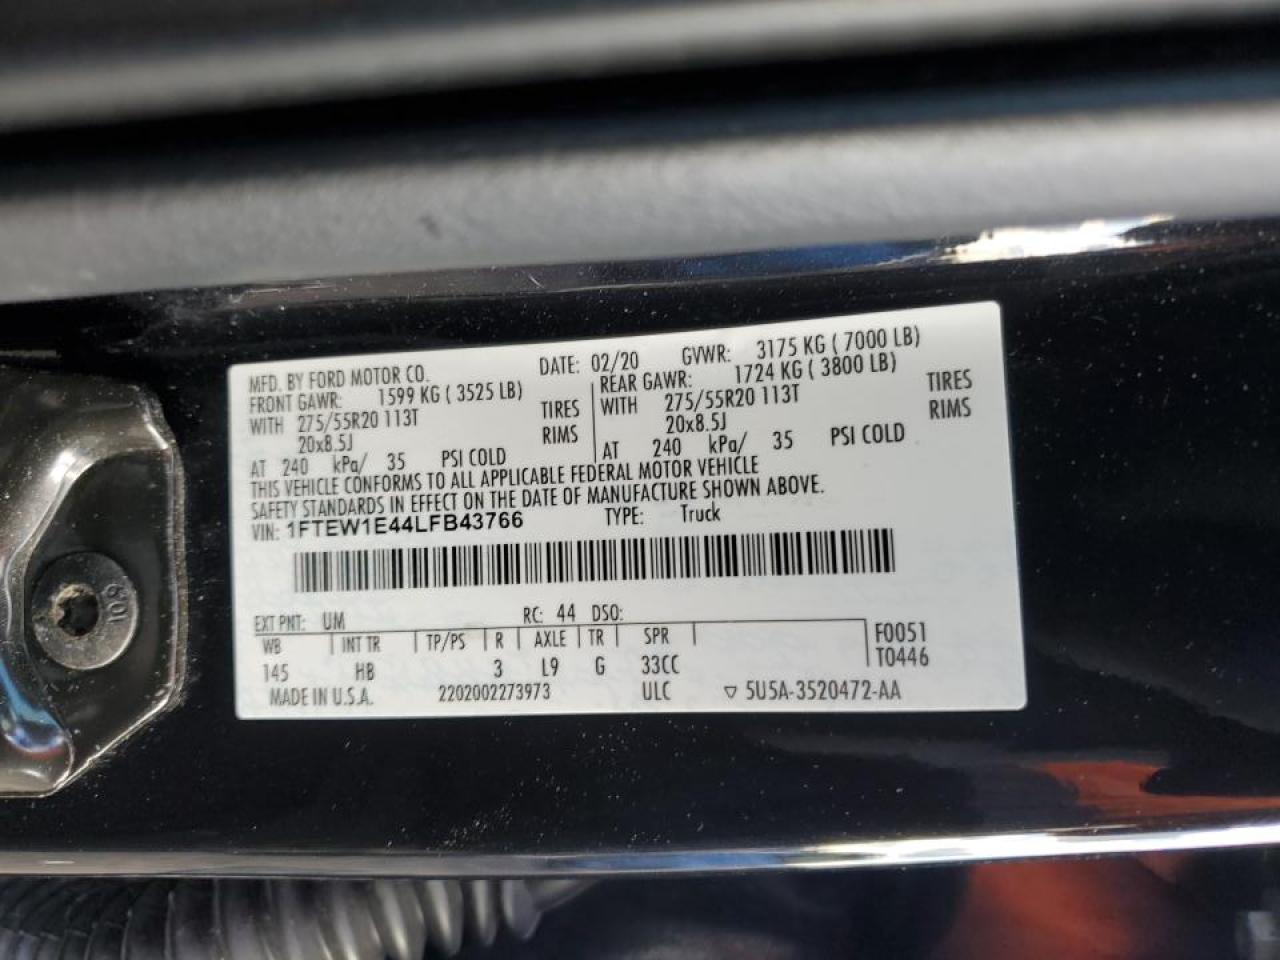 MFD. BY FORD MOTOR CO. DATE: 02/20 GVWR: 3175 KG ( 7000 LB)
FRONT GAWR: 1599 KG ( 3525 LB) REAR GAWR: 1724 KG ( 3800 LB)
WITH 275/55R20 113T TIRES WITH 275/55R20 113T TIRES
20x8.5J RIMS 20x8.5J RIMS
AT 240 kPa/ 35 PSI COLD AT 240 kPa/ 35 PSI COLD
THIS VEHICLE CONFORMS TO ALL APPLICABLE FEDERAL MOTOR VEHICLE
SAFETY STANDARDS IN EFFECT ON THE DATE OF MANUFACTURE SHOWN ABOVE.
VIN: 1FTEW1E44LFB43766 TYPE: Truck
EXT PNT: UM RC: 44 DSO:
WB INT TR TP/PS R AXLE TR SPR F0051
145 HB 3 L9 G 33CC T0446
MADE IN U.S.A. 2202002273973 ULC ▽ 5U5A-3520472-AA
109